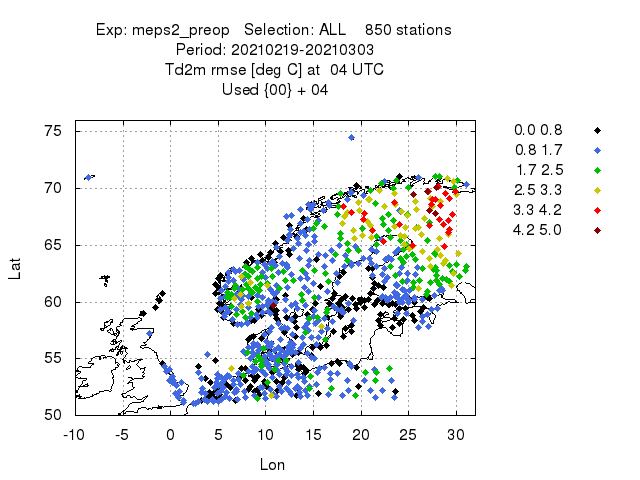 Exp: meps2_preop Selection: ALL 850 stations
Period: 20210219-20210303
Td2m rmse [deg C] at 04 UTC
Used {00} + 04
75
70
65
60
55
50
Lat
-10 -5 0 5 10 15 20 25 30
Lon
0.0 0.8
0.8 1.7
1.7 2.5
2.5 3.3
3.3 4.2
4.2 5.0